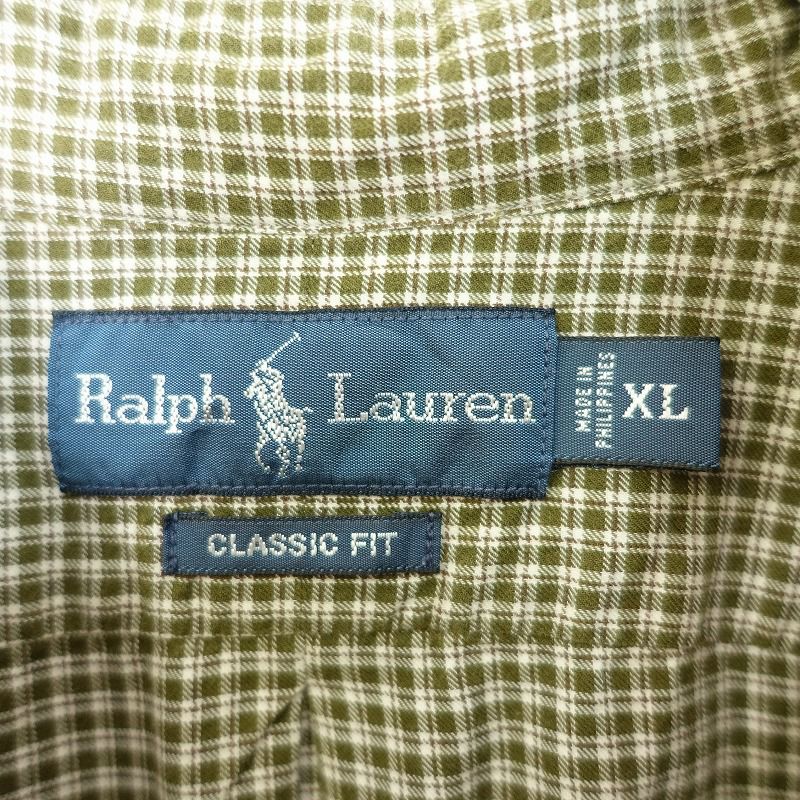 Ralph Lauren
MADE IN
PHILIPPINES
XL
CLASSIC FIT